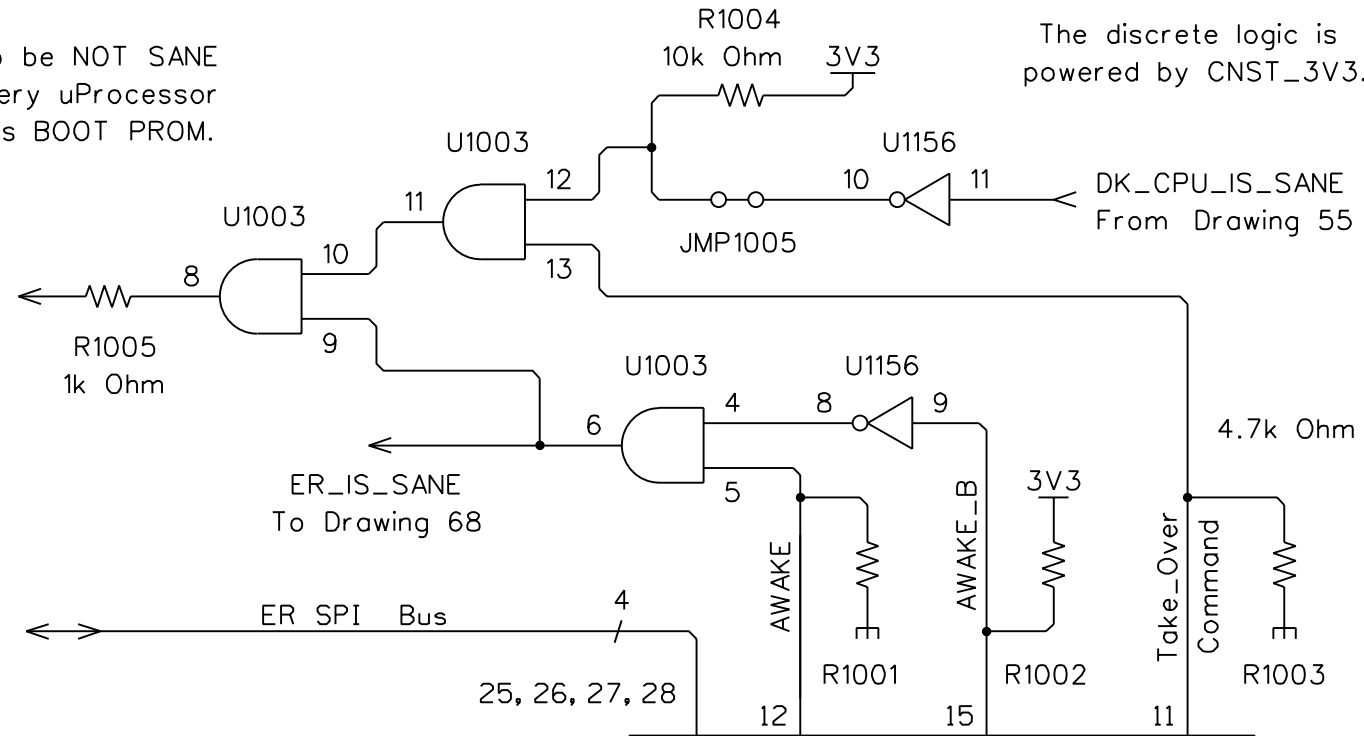 R1004
10k Ohm
3V3
The discrete logic is
powered by CNST_3V3.
be NOT SANE
uProcessor
BOOT PROM.
U1003
12
U1156
10
11
DK_CPU_IS_SANE
From Drawing 55
JMP1005
11
13
U1003
10
8
9
R1005
1k Ohm
U1003
4
U1156
8
9
6
5
4.7k Ohm
ER_IS_SANE
To Drawing 68
3V3
AWAKE
AWAKE_B
Take_Over
Command
ER SPI Bus
4
R1001
R1002
R1003
25, 26, 27, 28
12
15
11